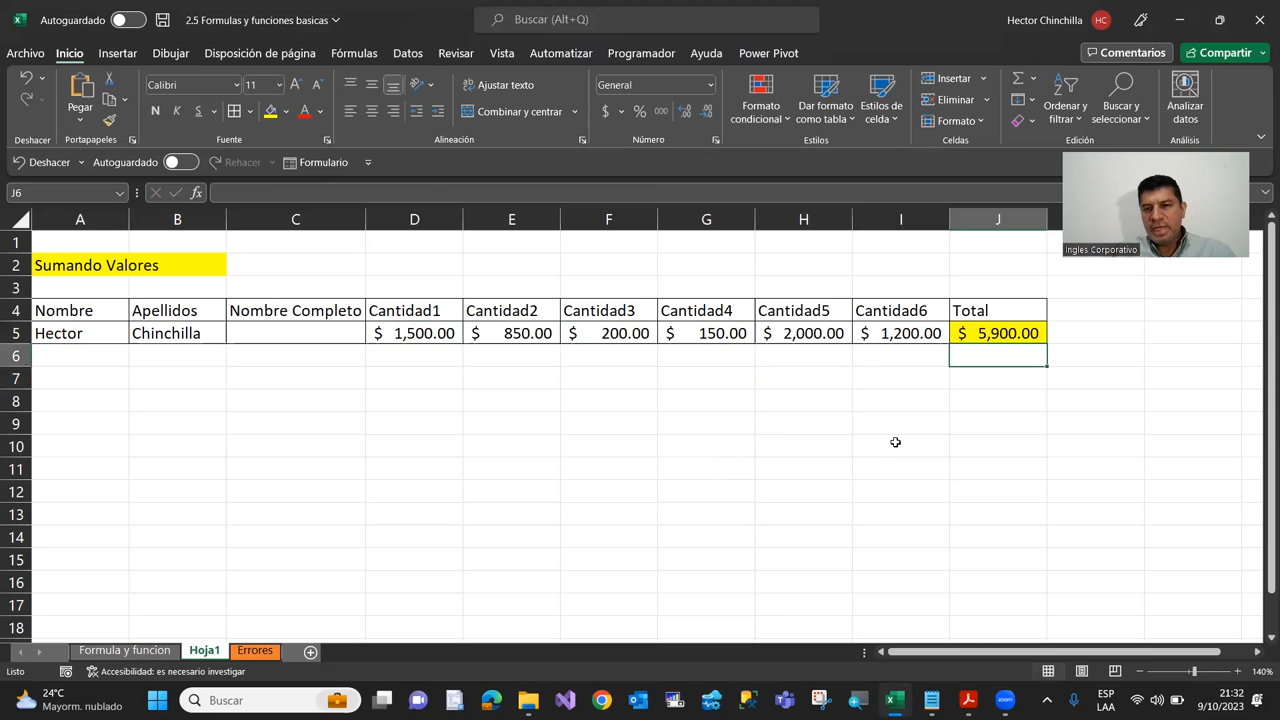 Autoguardado 2.5 Formulas y funciones basicas Buscar (Alt+Q) Hector Chinchilla HC
Archivo Inicio Insertar Dibujar Disposición de página Fórmulas Datos Revisar Vista Automatizar Programador Ayuda Power Pivot Comentarios Compartir
Pegar
Calibri 11
N K S
Ajustar texto
Combinar y centrar
General
$ % 000
Formato condicional
Dar formato como tabla
Estilos de celda
Insertar
Eliminar
Formato
Ordenar y filtrar
Buscar y seleccionar
Analizar datos
Deshacer Portapapeles Fuente Alineación Número Estilos Celdas Edición Análisis
Deshacer Autoguardado Rehacer Formulario
J6 fx
Ingles Corporativo
A B C D E F G H I J
1
2 Sumando Valores
3
4 Nombre Apellidos Nombre Completo Cantidad1 Cantidad2 Cantidad3 Cantidad4 Cantidad5 Cantidad6 Total
5 Hector Chinchilla $ 1,500.00 $ 850.00 $ 200.00 $ 150.00 $ 2,000.00 $ 1,200.00 $ 5,900.00
6
7
8
9
10
11
12
13
14
15
16
17
18
Formula y funcion Hoja1 Errores
Listo Accesibilidad: es necesario investigar 140%
24°C
Mayorm. nublado
Buscar
ESP
LAA
21:32
9/10/2023